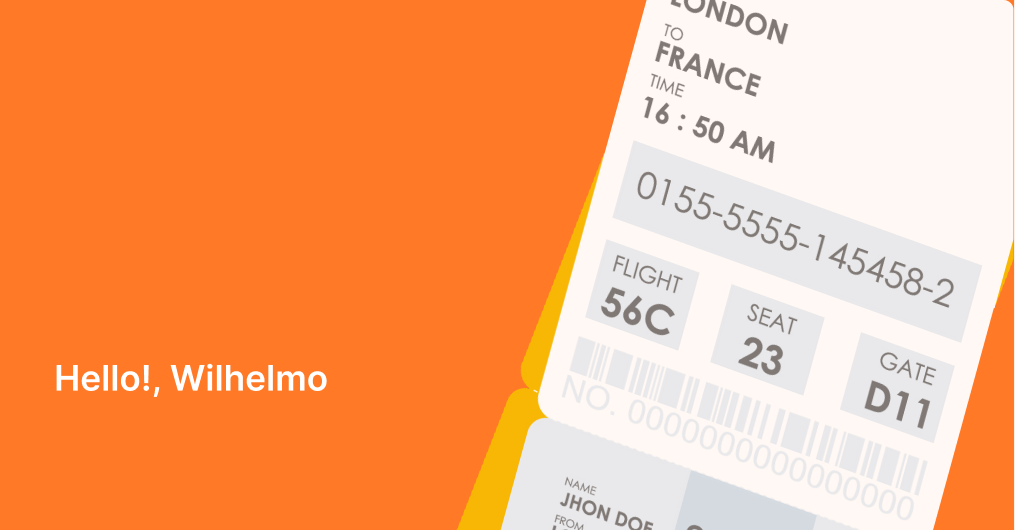 Hello!, Wilhelmo
LONDON
TO
FRANCE
TIME
16 : 50 AM
0155-5555-145458-2
FLIGHT
56C
SEAT
23
GATE
D11
NO. 0000000000000000
NAME
JHON DOE
FROM